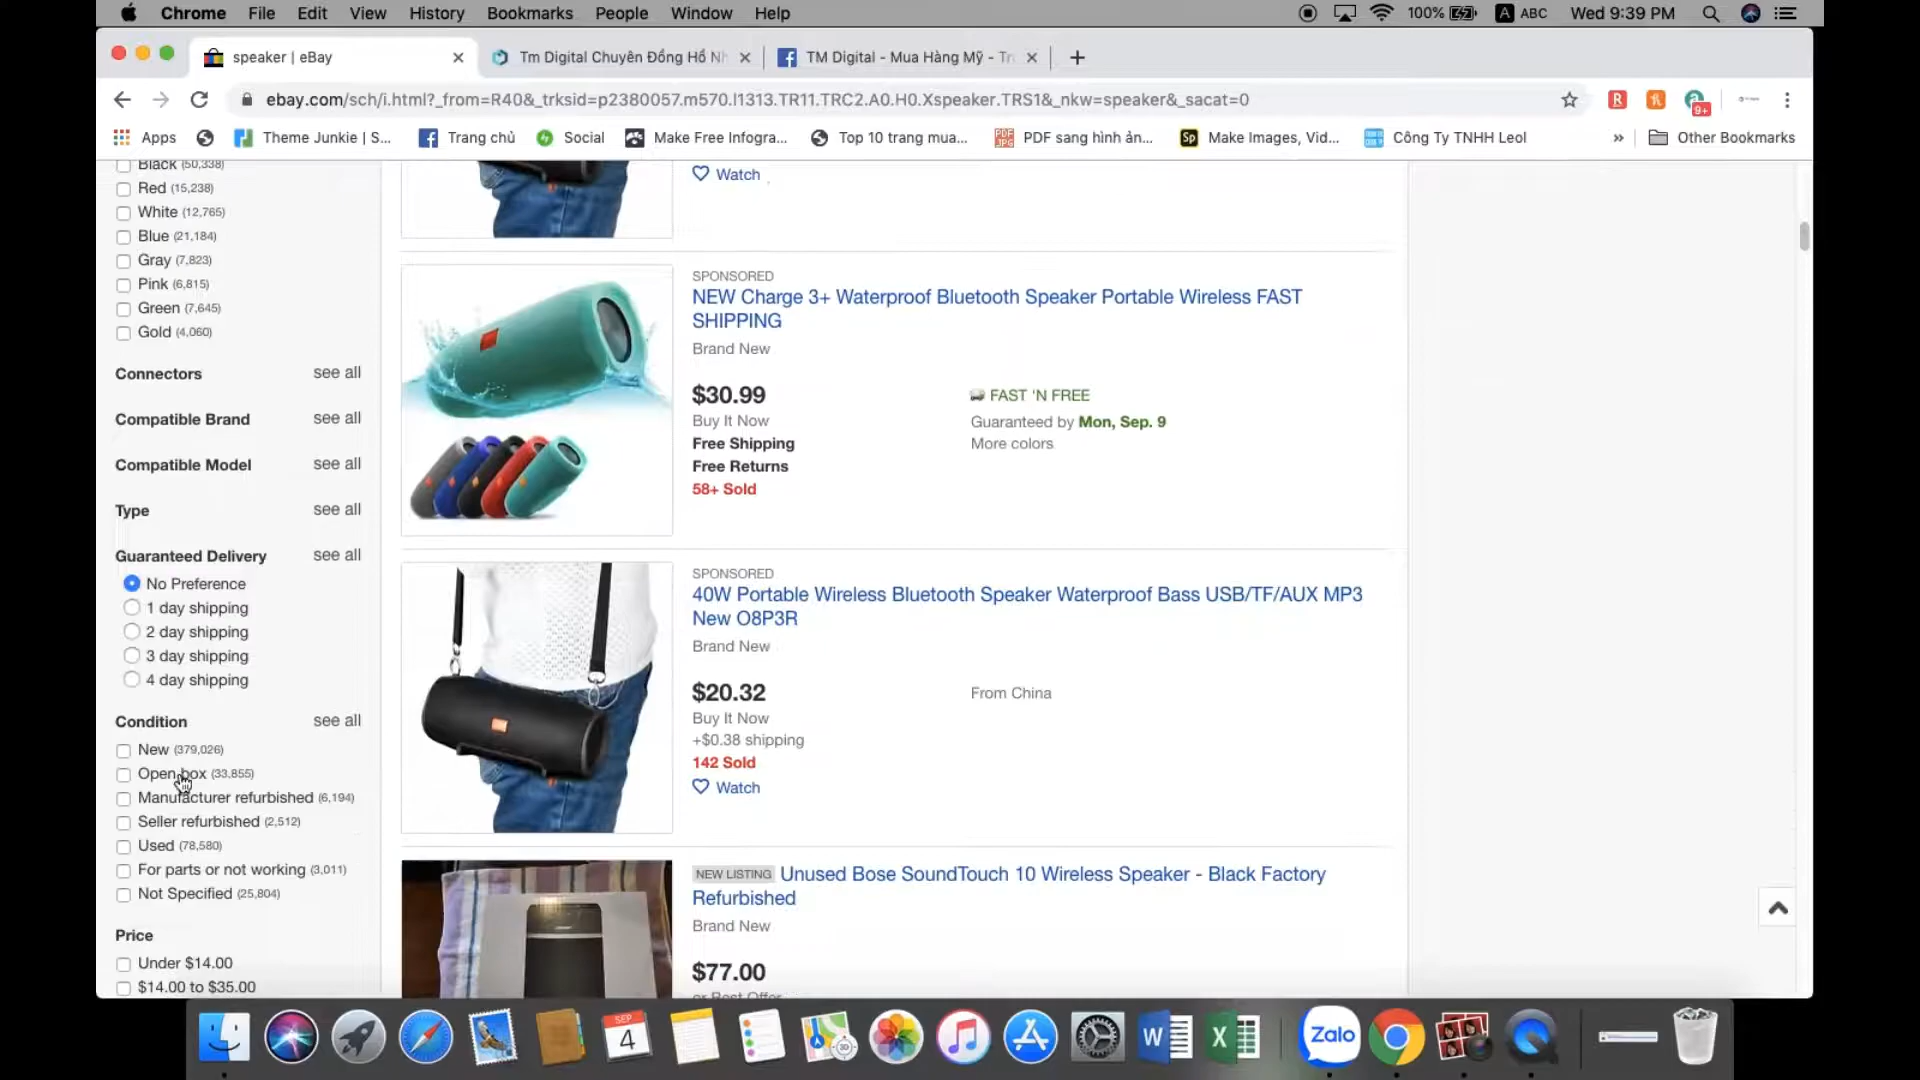 Chrome File Edit View History Bookmarks People Window Help 100% A ABC Wed 9:39 PM
speaker | eBay
Tm Digital Chuyên Đồng Hồ Nh
TM Digital - Mua Hàng Mỹ - Tr
ebay.com/sch/i.html?_from=R40&_trksid=p2380057.m570.l1313.TR11.TRC2.A0.H0.Xspeaker.TRS1&_nkw=speaker&_sacat=0
9+
Apps
Theme Junkie | S...
Trang chủ
Social
Make Free Infogra...
Top 10 trang mua...
PDF sang hình ản...
Make Images, Vid...
Công Ty TNHH Leol
»
Other Bookmarks
Black (50,338)
Red (15,238)
White (12,765)
Blue (21,184)
Gray (7,823)
Pink (6,815)
Green (7,645)
Gold (4,060)
Connectors see all
Compatible Brand see all
Compatible Model see all
Type see all
Guaranteed Delivery see all
No Preference
1 day shipping
2 day shipping
3 day shipping
4 day shipping
Condition see all
New (379,026)
Open box (33,855)
Manufacturer refurbished (6,194)
Seller refurbished (2,512)
Used (78,580)
For parts or not working (3,011)
Not Specified (25,804)
Price
Under $14.00
$14.00 to $35.00
Watch
SPONSORED
NEW Charge 3+ Waterproof Bluetooth Speaker Portable Wireless FAST
SHIPPING
Brand New
$30.99
Buy It Now
Free Shipping
Free Returns
58+ Sold
FAST 'N FREE
Guaranteed by Mon, Sep. 9
More colors
SPONSORED
40W Portable Wireless Bluetooth Speaker Waterproof Bass USB/TF/AUX MP3
New O8P3R
Brand New
$20.32
Buy It Now
+$0.38 shipping
142 Sold
Watch
From China
NEW LISTING Unused Bose SoundTouch 10 Wireless Speaker - Black Factory
Refurbished
Brand New
$77.00
or Best Offer
SEP
4
Zalo